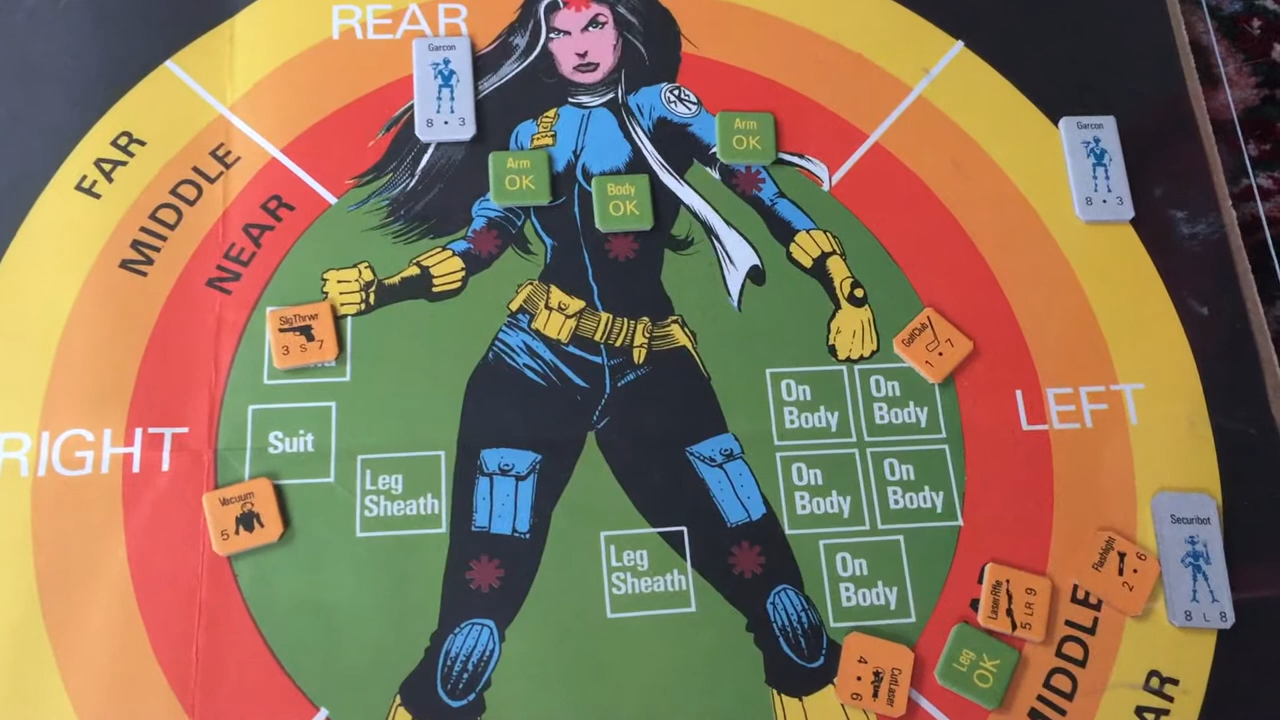 REAR
Garcon
8 • 3
FAR
MIDDLE
NEAR
Arm
OK
Arm
OK
Body
OK
R
Garcon
8 • 3
SlgThrwr
3 S 7
GolfClub
1 • 7
RIGHT
LEFT
Suit
Leg
Sheath
Vacuum
5
On
Body
On
Body
On
Body
On
Body
On
Body
Leg
Sheath
Securibot
8 L 8
Flashlight
2 • 6
LaserRfle
5 LR 9
Leg
OK
CutLaser
4 • 6
MIDDLE
AR